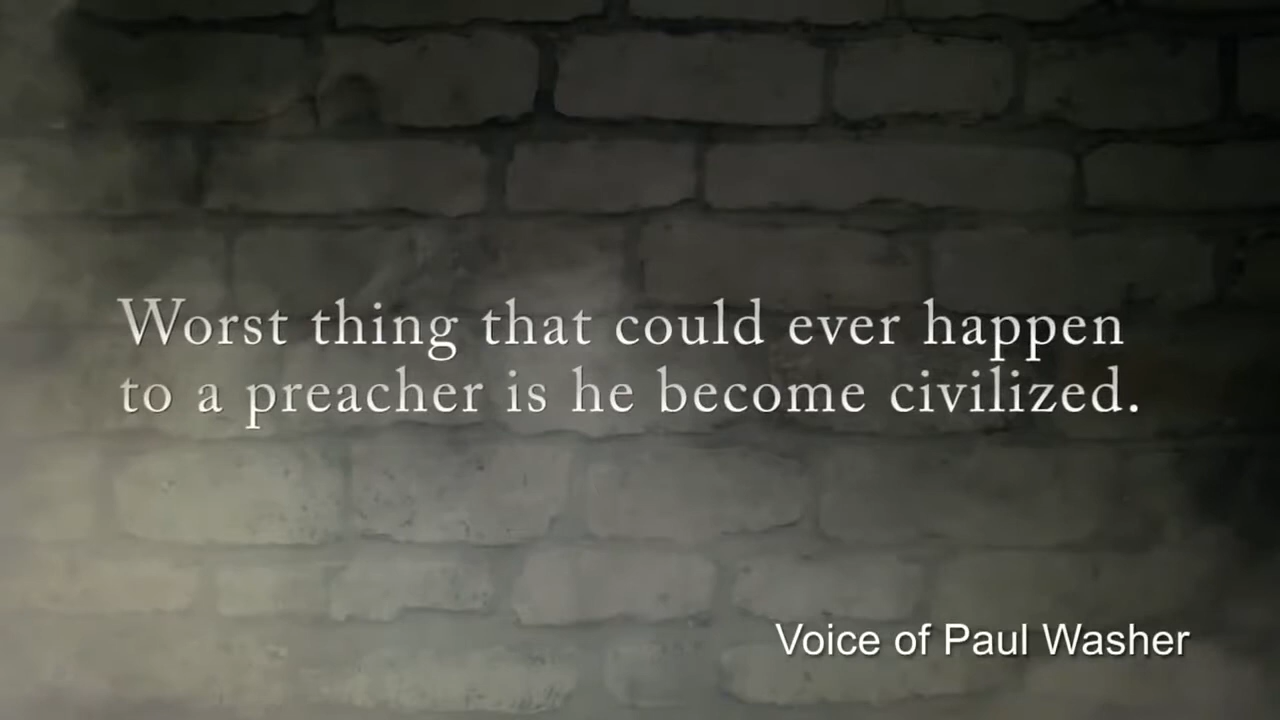 Worst thing that could ever happen
to a preacher is he become civilized.
Voice of Paul Washer